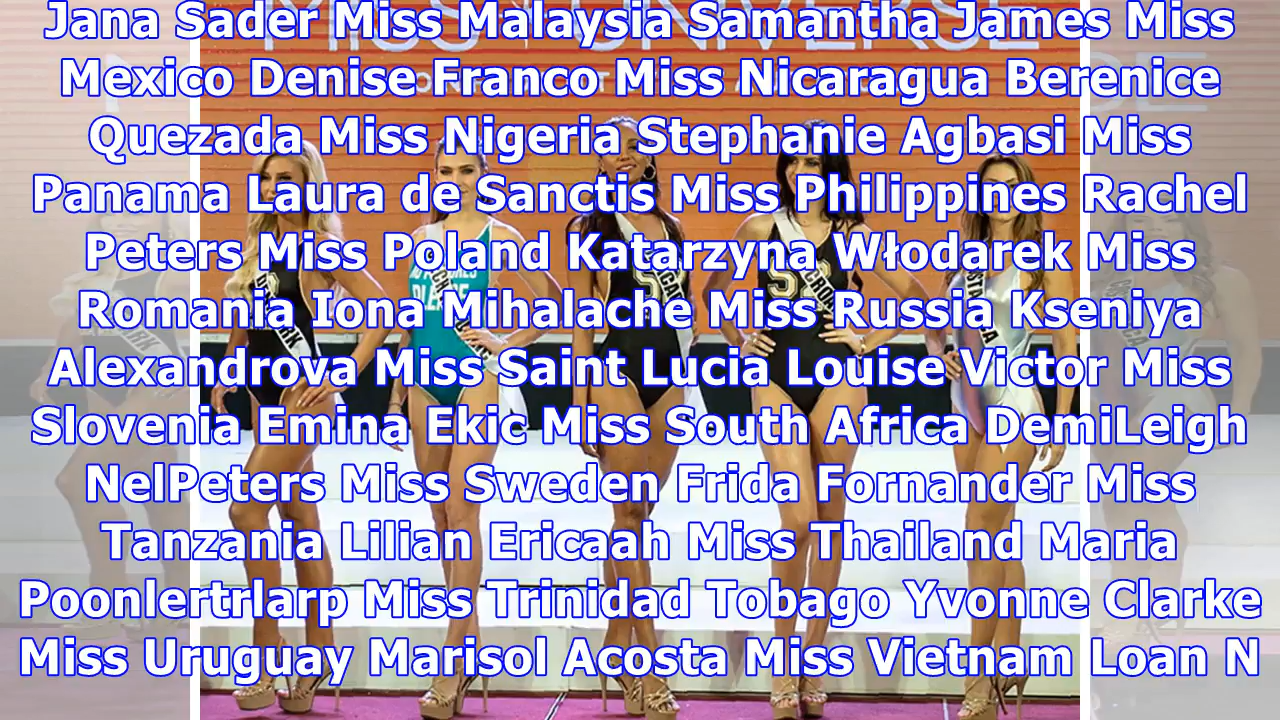 Jana Sader Miss Malaysia Samantha James Miss
Mexico Denise Franco Miss Nicaragua Berenice
Quezada Miss Nigeria Stephanie Agbasi Miss
Panama Laura de Sanctis Miss Philippines Rachel
Peters Miss Poland Katarzyna Włodarek Miss
Romania Iona Mihalache Miss Russia Kseniya
Alexandrova Miss Saint Lucia Louise Victor Miss
Slovenia Emina Ekic Miss South Africa DemiLeigh
NelPeters Miss Sweden Frida Fornander Miss
Tanzania Lilian Ericaah Miss Thailand Maria
Poonlertrlarp Miss Trinidad Tobago Yvonne Clarke
Miss Uruguay Marisol Acosta Miss Vietnam Loan N